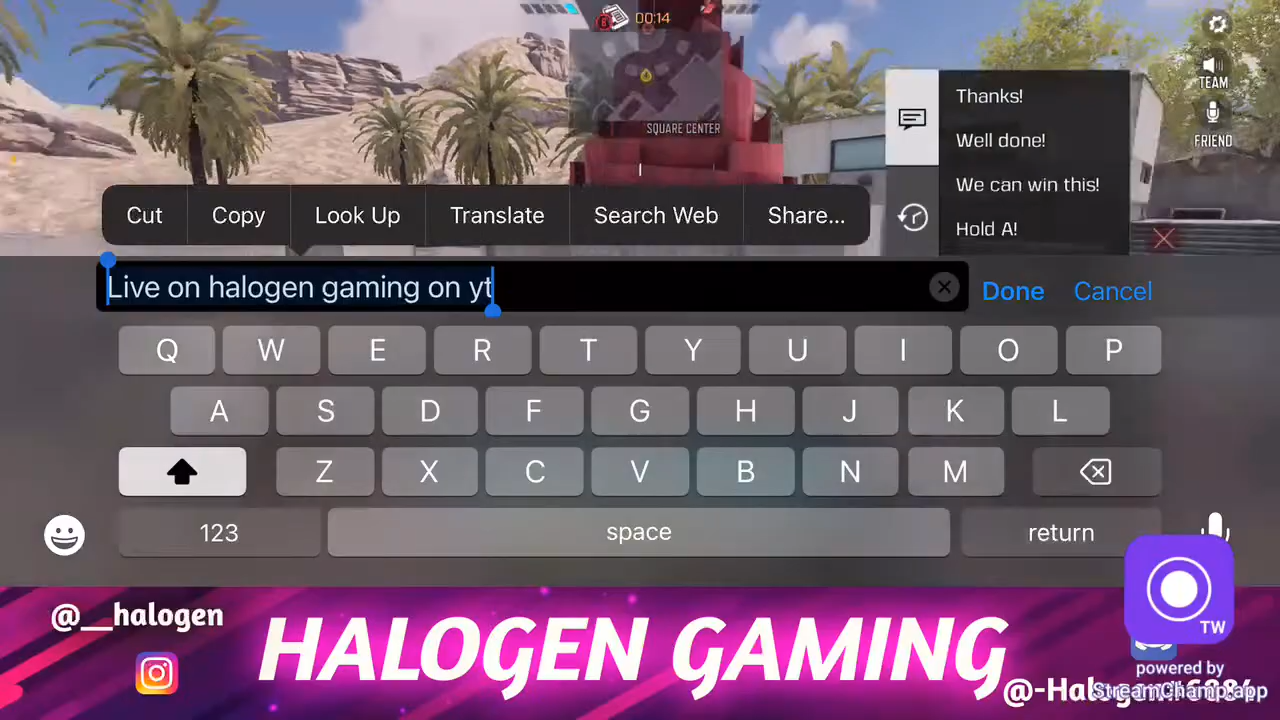 00:14
SQUARE CENTER
TEAM
FRIEND
Thanks!
Well done!
We can win this!
Hold A!
Cut Copy Look Up Translate Search Web Share...
Live on halogen gaming on yt
Done Cancel
Q W E R T Y U I O P
A S D F G H J K L
Z X C V B N M
123 space return
@__halogen
HALOGEN GAMING
TW
powered by
StreamChamp.app